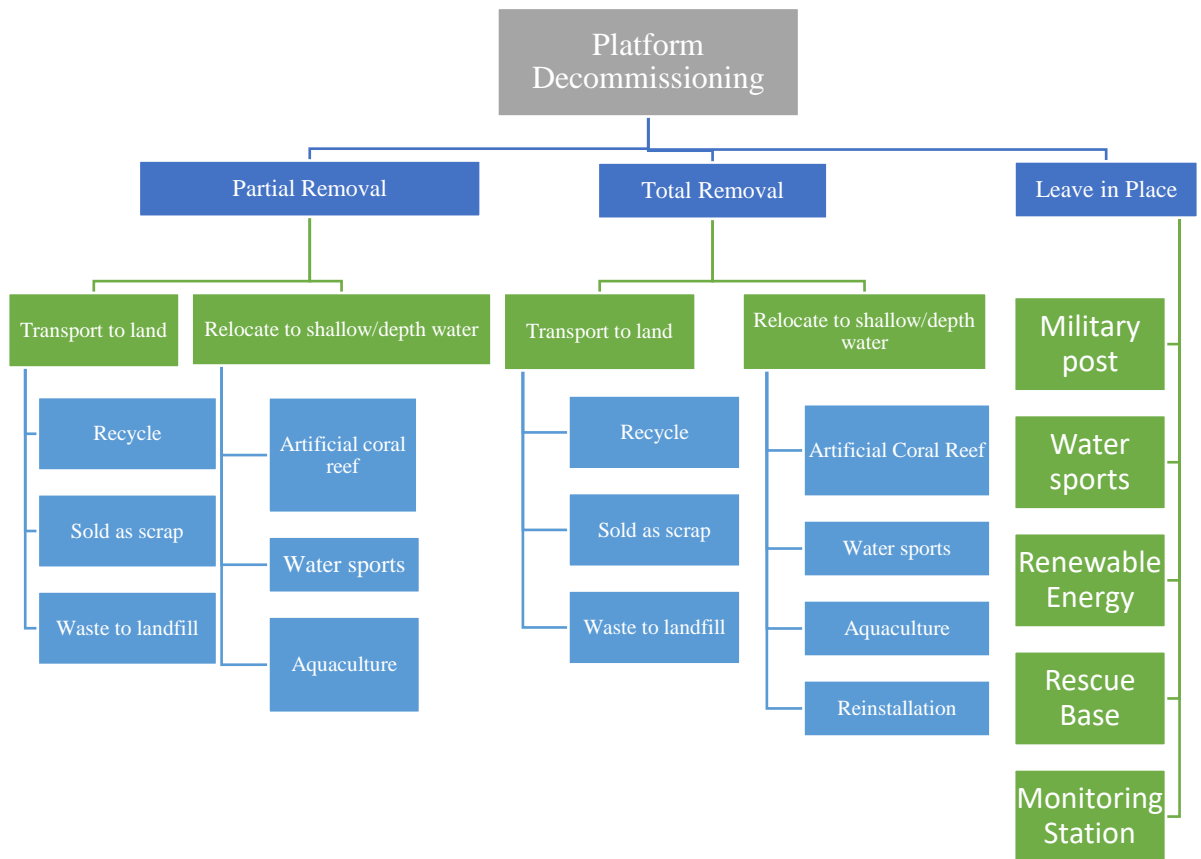 Platform
Decommissioning
Partial Removal
Total Removal
Leave in Place
Transport to land
Relocate to shallow/depth water
Transport to land
Relocate to shallow/depth
water
Recycle
Sold as scrap
Waste to landfill
Artificial coral
reef
Water sports
Aquaculture
Recycle
Sold as scrap
Waste to landfill
Artificial Coral Reef
Water sports
Aquaculture
Reinstallation
Military
post
Water
sports
Renewable
Energy
Rescue
Base
Monitoring
Station